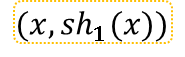 (x, sh₁(x))